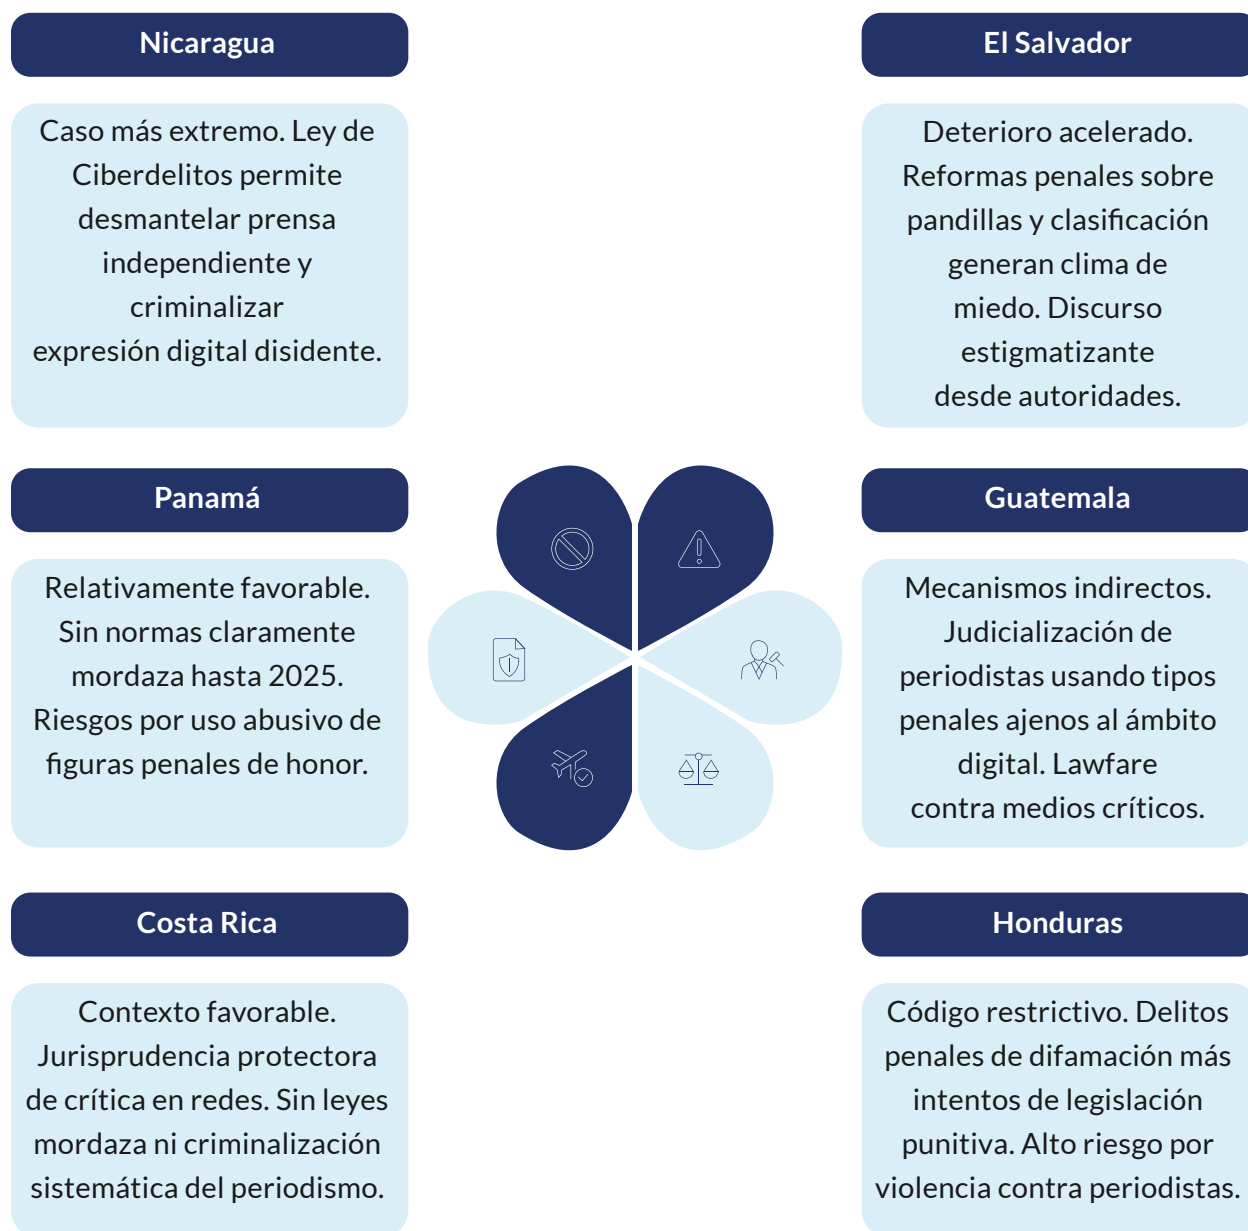 Nicaragua
Caso más extremo. Ley de
Ciberdelitos permite
desmantelar prensa
independiente y
criminalizar
expresión digital disidente.
El Salvador
Deterioro acelerado.
Reformas penales sobre
pandillas y clasificación
generan clima de
miedo. Discurso
estigmatizante
desde autoridades.
Panamá
Relativamente favorable.
Sin normas claramente
mordaza hasta 2025.
Riesgos por uso abusivo de
figuras penales de honor.
Guatemala
Mecanismos indirectos.
Judicialización de
periodistas usando tipos
penales ajenos al ámbito
digital. Lawfare
contra medios críticos.
Costa Rica
Contexto favorable.
Jurisprudencia protectora
de crítica en redes. Sin leyes
mordaza ni criminalización
sistemática del periodismo.
Honduras
Código restrictivo. Delitos
penales de difamación más
intentos de legislación
punitiva. Alto riesgo por
violencia contra periodistas.